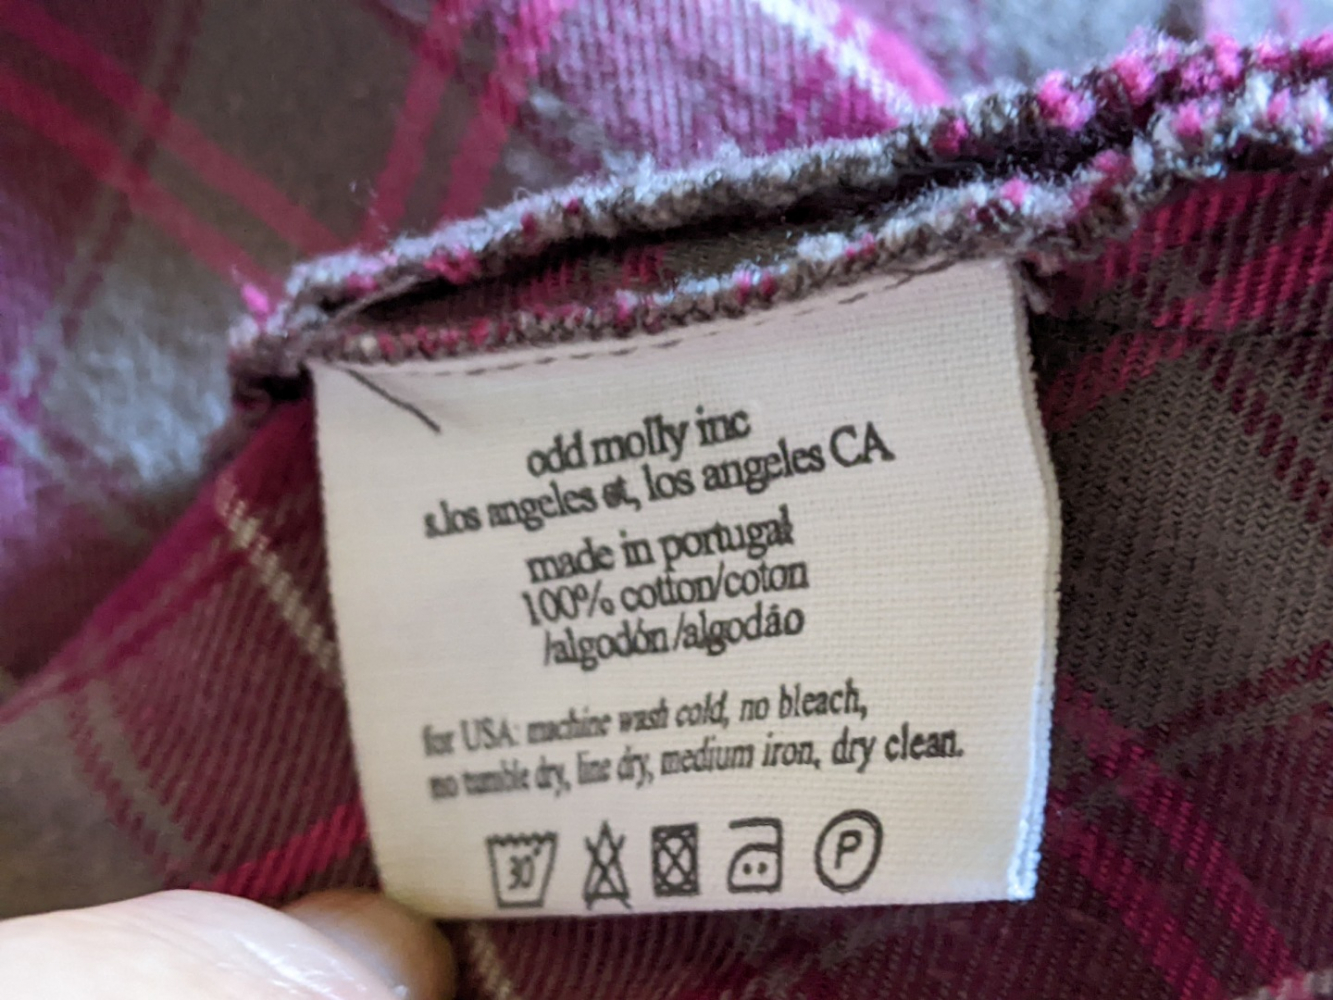 odd molly inc
s.los angeles st, los angeles CA
made in portugal
100% cotton/coton
/algodón/algodão
for USA: machine wash cold, no bleach,
no tumble dry, line dry, medium iron, dry clean.
30° P